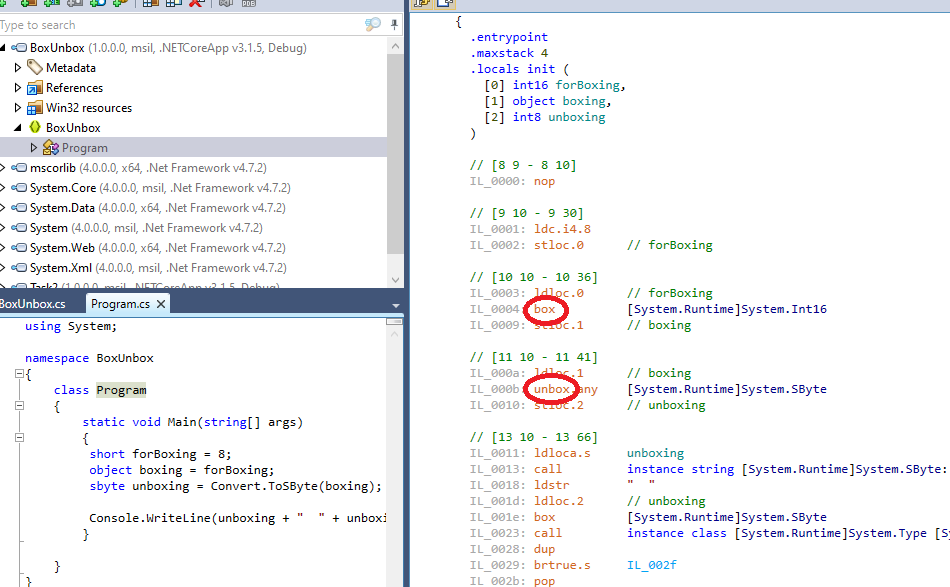 Type to search
BoxUnbox (1.0.0.0, msil, .NETCoreApp v3.1.5, Debug)
Metadata
References
Win32 resources
BoxUnbox
Program
mscorlib (4.0.0.0, x64, .Net Framework v4.7.2)
System.Core (4.0.0.0, msil, .Net Framework v4.7.2)
System.Data (4.0.0.0, x64, .Net Framework v4.7.2)
System (4.0.0.0, msil, .Net Framework v4.7.2)
System.Web (4.0.0.0, x64, .Net Framework v4.7.2)
System.Xml (4.0.0.0, msil, .Net Framework v4.7.2)
BoxUnbox.cs Program.cs
using System;
namespace BoxUnbox
{
class Program
{
static void Main(string[] args)
{
short forBoxing = 8;
object boxing = forBoxing;
sbyte unboxing = Convert.ToSByte(boxing);
Console.WriteLine(unboxing + "  " + unboxi
}
}
}
{
.entrypoint
.maxstack 4
.locals init (
[0] int16 forBoxing,
[1] object boxing,
[2] int8 unboxing
)
// [8 9 - 8 10]
IL_0000: nop
// [9 10 - 9 30]
IL_0001: ldc.i4.8
IL_0002: stloc.0 // forBoxing
// [10 10 - 10 36]
IL_0003: ldloc.0 // forBoxing
IL_0004: box [System.Runtime]System.Int16
IL_0009: stloc.1 // boxing
// [11 10 - 11 41]
IL_000a: ldloc.1 // boxing
IL_000b: unbox.any [System.Runtime]System.SByte
IL_0010: stloc.2 // unboxing
// [13 10 - 13 66]
IL_0011: ldloca.s unboxing
IL_0013: call instance string [System.Runtime]System.SByte:
IL_0018: ldstr "  "
IL_001d: ldloc.2 // unboxing
IL_001e: box [System.Runtime]System.SByte
IL_0023: call instance class [System.Runtime]System.Type [Sy
IL_0028: dup
IL_0029: brtrue.s IL_002f
IL_002b: pop